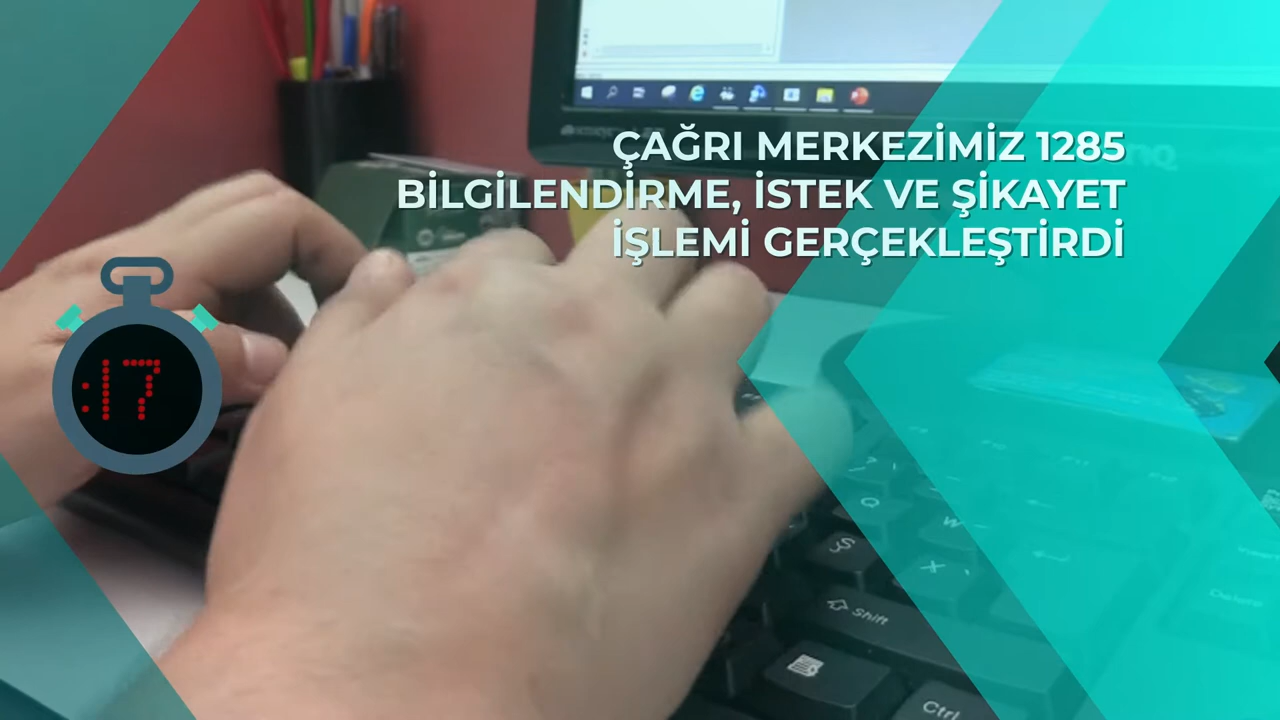 ÇAĞRI MERKEZİMİZ 1285
BİLGİLENDİRME, İSTEK VE ŞİKAYET
İŞLEMİ GERÇEKLEŞTİRDİ
:17
Q
W
Ş
X
Shift
Ctrl